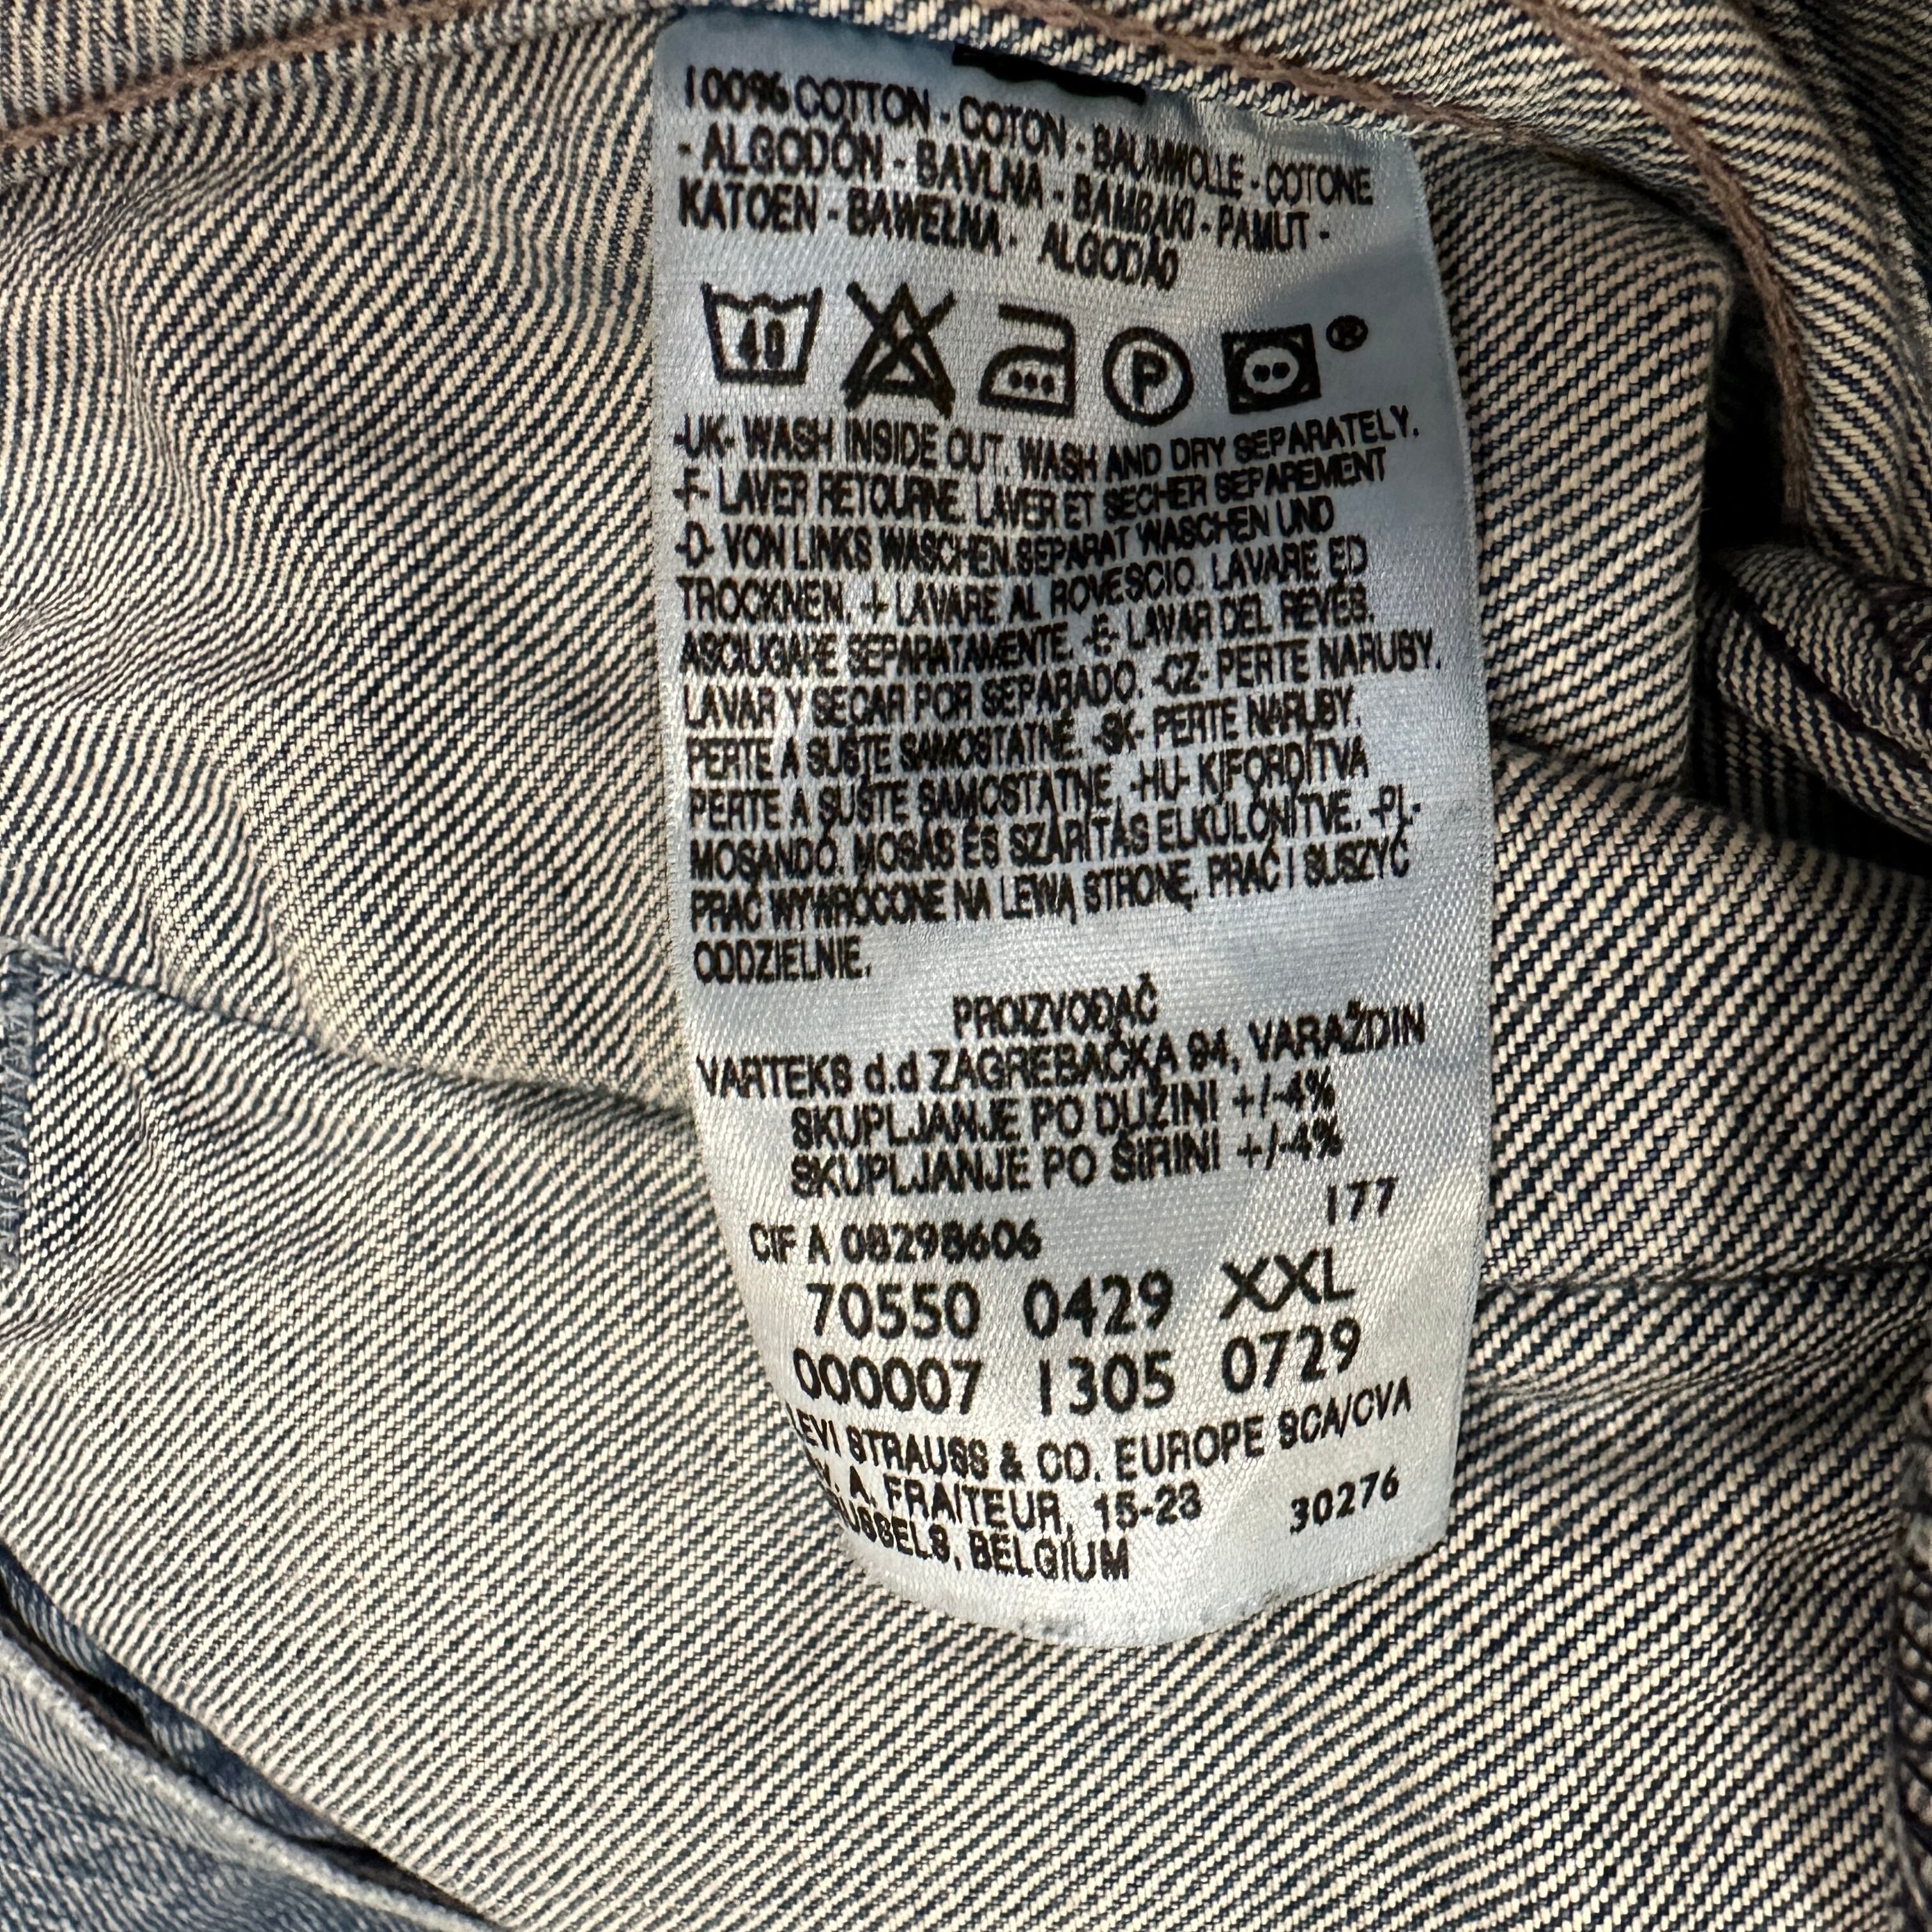 100% COTTON - COTON - BAUMWOLLE - COTONE
- ALGODÓN - BAVLNA - BAMBAKI - PAMUT -
KATOEN - BAWEŁNA - ALGODÃO
40 P ®
-UK- WASH INSIDE OUT. WASH AND DRY SEPARATELY.
-F- LAVER RETOURNE. LAVER ET SECHER SEPAREMENT
-D- VON LINKS WASCHEN.SEPARAT WASCHEN UND
TROCKNEN. -I- LAVARE AL ROVESCIO. LAVARE ED
ASCIUGARE SEPARATAMENTE. -E- LAVAR DEL REVÉS.
LAVAR Y SECAR POR SEPARADO. -CZ- PERTE NARUBY.
PERTE A SUŠTE SAMOSTATNĚ. -SK- PERTE NARUBY.
PERTE A SUŠTE SAMOSTATNE. -HU- KIFORDÍTVA
MOSANDÓ. MOSÁS ÉS SZÁRÍTÁS ELKÜLÖNÍTVE. -PL-
PRAĆ WYWRÓCONE NA LEWĄ STRONĘ, PRAĆ I SUSZYĆ
ODDZIELNIE.
PROIZVOĐAČ
VARTEKS d.d ZAGREBAČKA 94, VARAŽDIN
SKUPLJANJE PO DUŽINI +/-4%
SKUPLJANJE PO ŠIRINI +/-4%
177
CIF A 08298606
70550 0429 XXL
000007 1305 0729
LEVI STRAUSS & CO. EUROPE SCA/CVA
A. FRAITEUR, 15-23 30276
BRUSSELS, BELGIUM